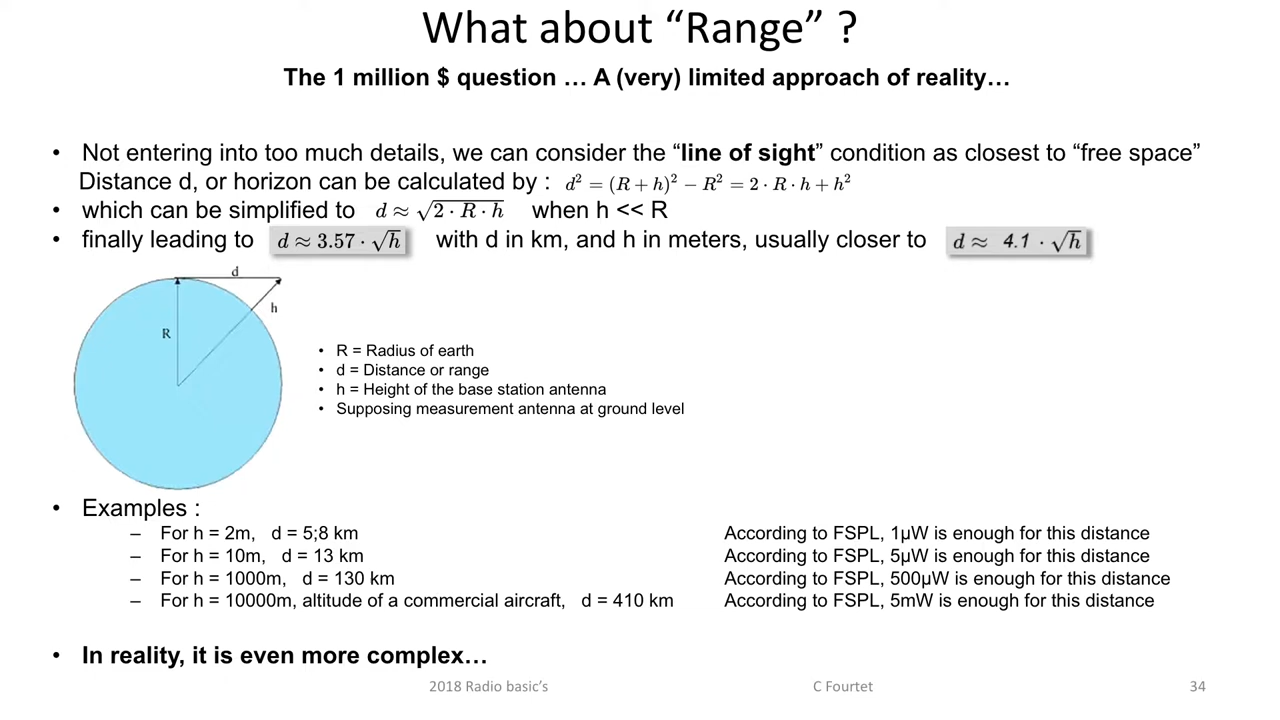 What about “Range” ?
The 1 million $ question … A (very) limited approach of reality…
• Not entering into too much details, we can consider the “line of sight” condition as closest to “free space”
Distance d, or horizon can be calculated by : d² = (R + h)² − R² = 2 · R · h + h²
• which can be simplified to d ≈ √(2 · R · h) when h << R
• finally leading to d ≈ 3.57 · √h with d in km, and h in meters, usually closer to d ≈ 4.1 · √h
d
h
R
• R = Radius of earth
• d = Distance or range
• h = Height of the base station antenna
• Supposing measurement antenna at ground level
• Examples :
– For h = 2m, d = 5;8 km According to FSPL, 1µW is enough for this distance
– For h = 10m, d = 13 km According to FSPL, 5µW is enough for this distance
– For h = 1000m, d = 130 km According to FSPL, 500µW is enough for this distance
– For h = 10000m, altitude of a commercial aircraft, d = 410 km According to FSPL, 5mW is enough for this distance
• In reality, it is even more complex…
2018 Radio basic’s C Fourtet 34